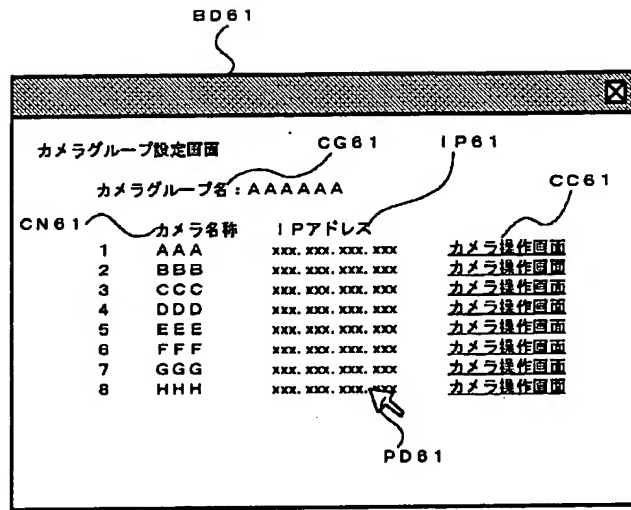 BD61
カメラグループ設定画面
CG61
IP61
カメラグループ名:AAAAAA
CC61
CN61
カメラ名称 IPアドレス
1 AAA xxx.xxx.xxx.xxx カメラ操作画面
2 BBB xxx.xxx.xxx.xxx カメラ操作画面
3 CCC xxx.xxx.xxx.xxx カメラ操作画面
4 DDD xxx.xxx.xxx.xxx カメラ操作画面
5 EEE xxx.xxx.xxx.xxx カメラ操作画面
6 FFF xxx.xxx.xxx.xxx カメラ操作画面
7 GGG xxx.xxx.xxx.xxx カメラ操作画面
8 HHH xxx.xxx.xxx.xxx カメラ操作画面
PD61